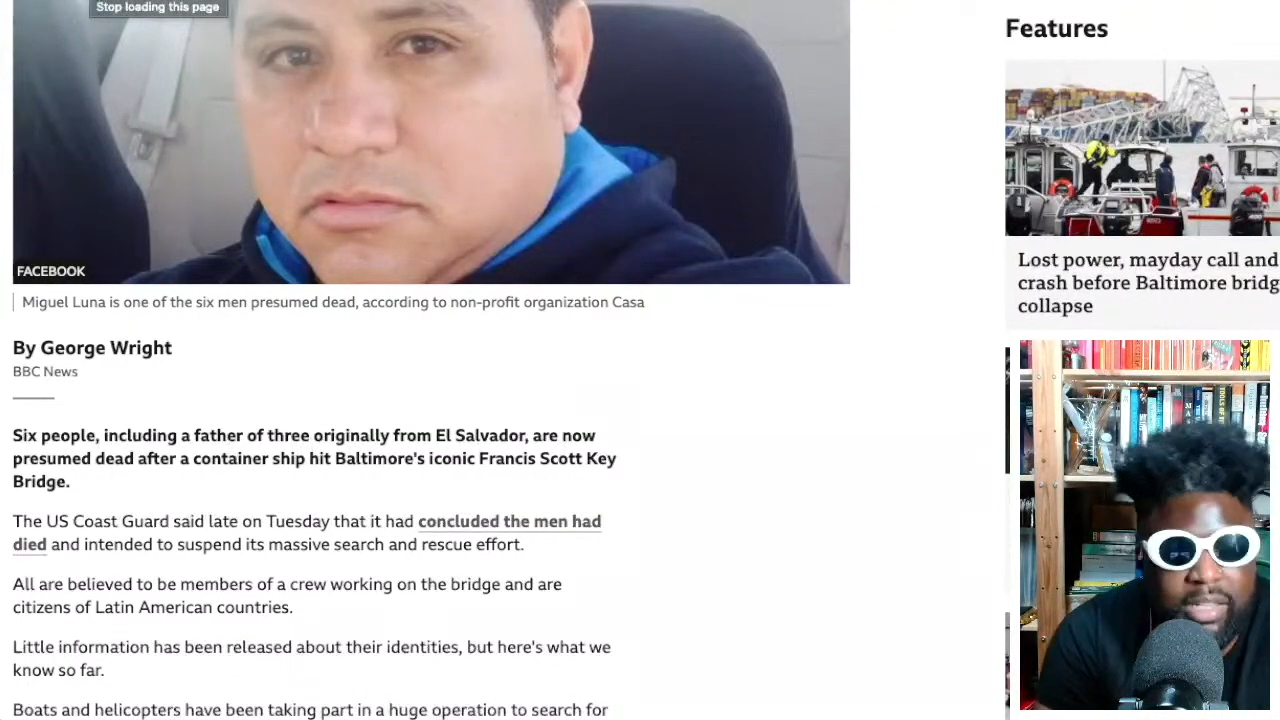 Stop loading this page
FACEBOOK
Miguel Luna is one of the six men presumed dead, according to non-profit organization Casa
By George Wright
BBC News
Six people, including a father of three originally from El Salvador, are now
presumed dead after a container ship hit Baltimore's iconic Francis Scott Key
Bridge.
The US Coast Guard said late on Tuesday that it had concluded the men had
died and intended to suspend its massive search and rescue effort.
All are believed to be members of a crew working on the bridge and are
citizens of Latin American countries.
Little information has been released about their identities, but here's what we
know so far.
Boats and helicopters have been taking part in a huge operation to search for
Features
Lost power, mayday call and
crash before Baltimore bridg
collapse